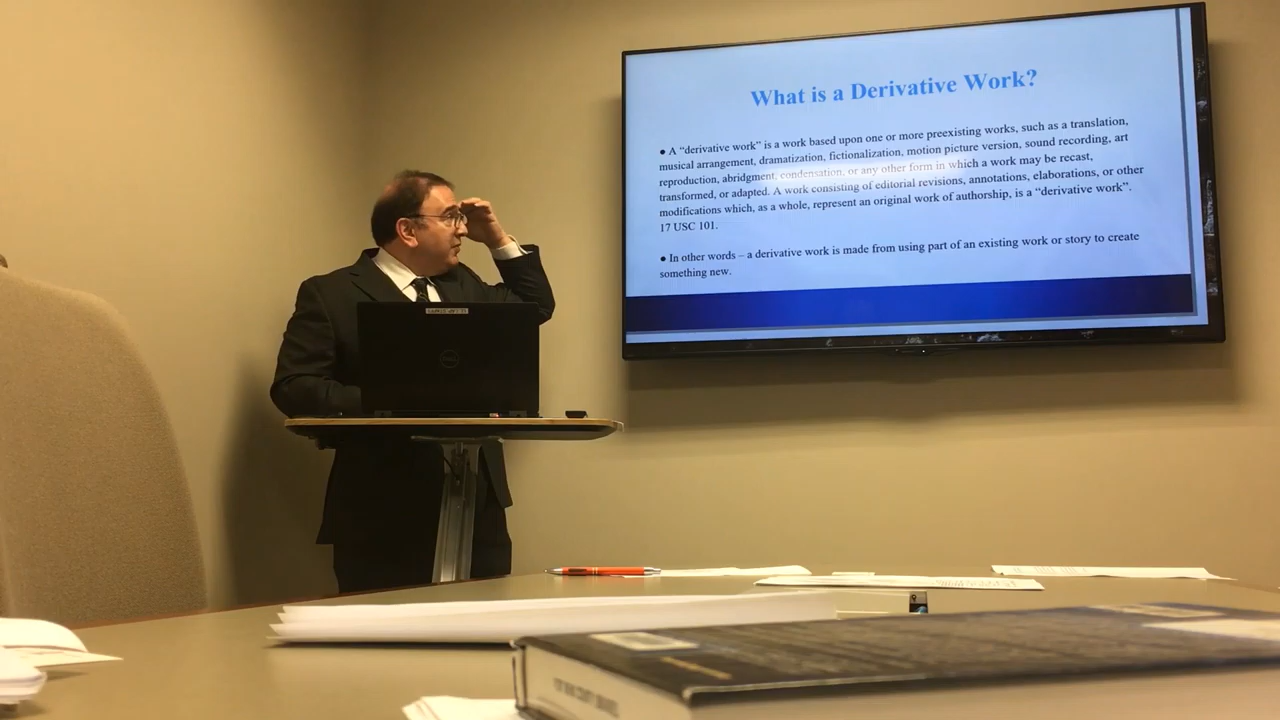 What is a Derivative Work?
● A “derivative work” is a work based upon one or more preexisting works, such as a translation,
musical arrangement, dramatization, fictionalization, motion picture version, sound recording, art
reproduction, abridgment, condensation, or any other form in which a work may be recast,
transformed, or adapted. A work consisting of editorial revisions, annotations, elaborations, or other
modifications which, as a whole, represent an original work of authorship, is a “derivative work”.
17 USC 101.
● In other words – a derivative work is made from using part of an existing work or story to create
something new.
DELL